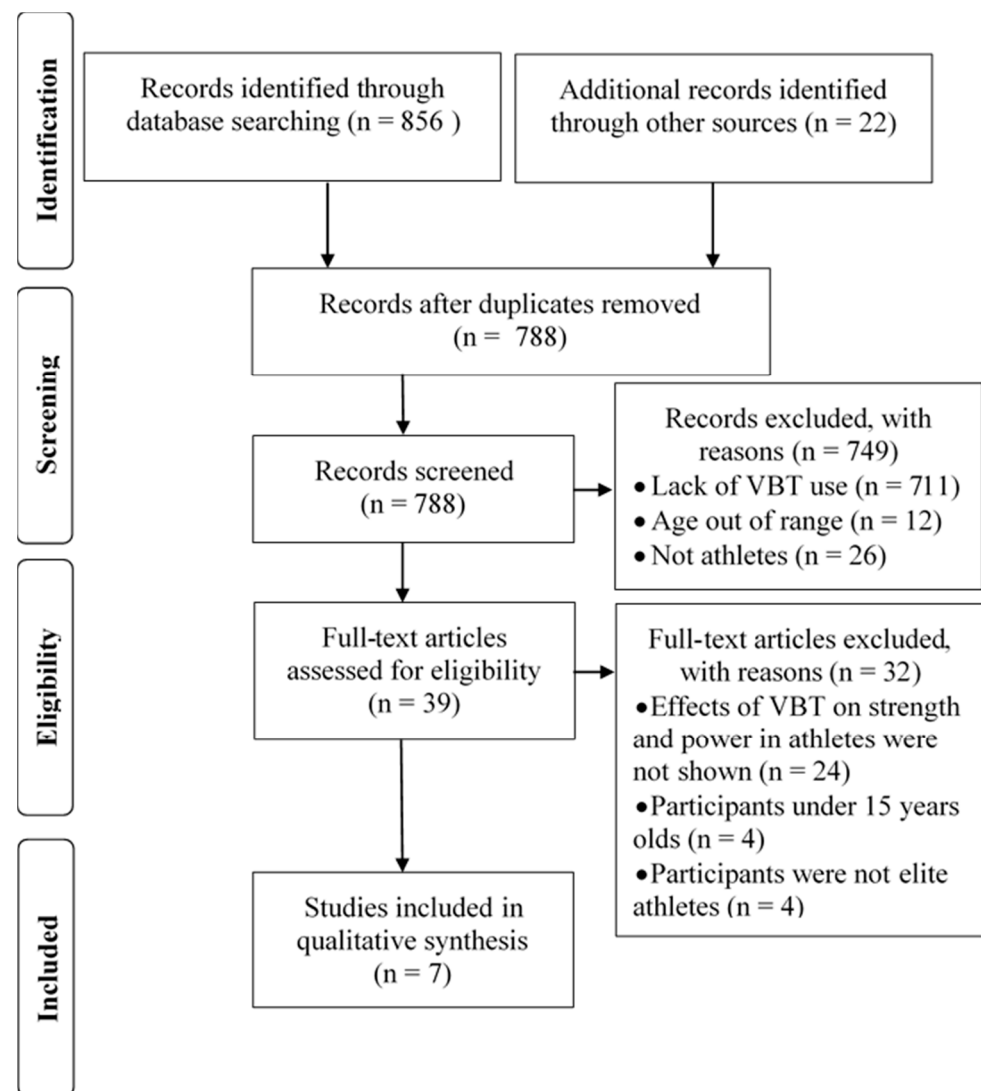 Identification
Records identified through
database searching (n = 856 )
Additional records identified
through other sources (n = 22)
Records after duplicates removed
(n = 788)
Screening
Records screened
(n = 788)
Records excluded, with
reasons (n = 749)
• Lack of VBT use (n = 711)
• Age out of range (n = 12)
• Not athletes (n = 26)
Eligibility
Full-text articles
assessed for eligibility
(n = 39)
Full-text articles excluded,
with reasons (n = 32)
•Effects of VBT on strength
and power in athletes were
not shown (n = 24)
•Participants under 15 years
olds (n = 4)
•Participants were not elite
athletes (n = 4)
Included
Studies included in
qualitative synthesis
(n = 7)